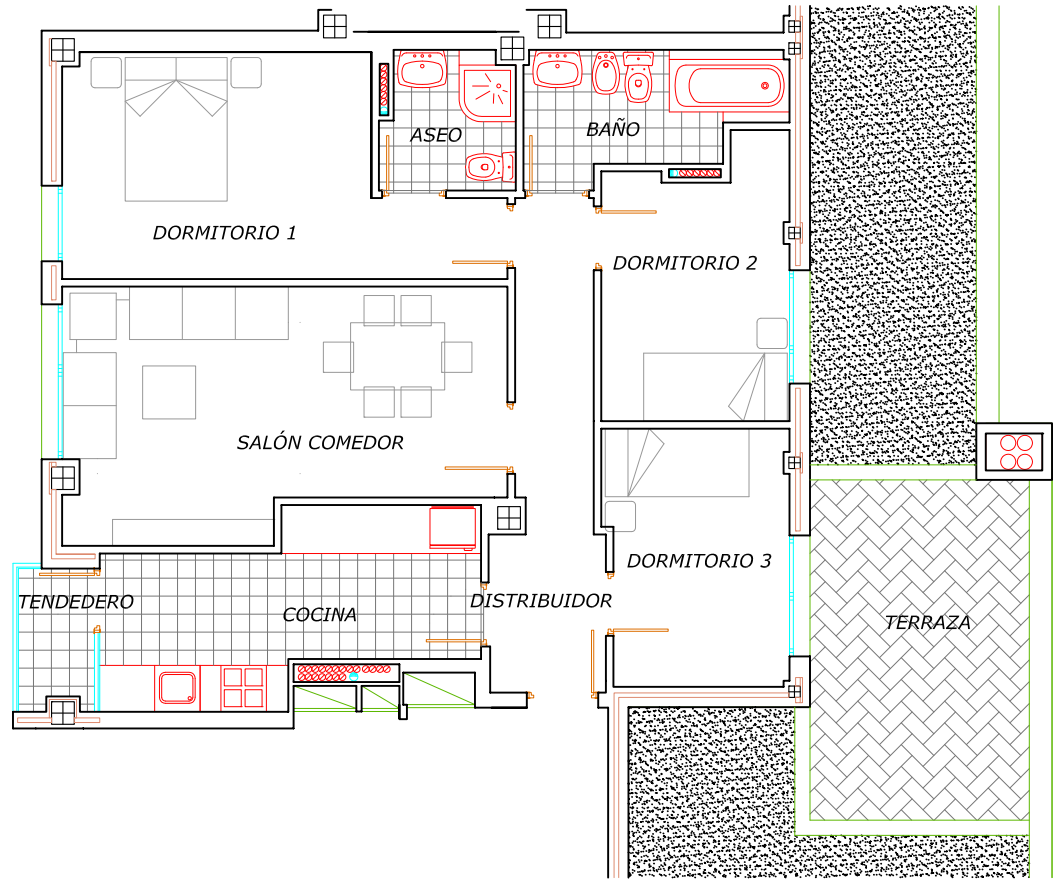 BAÑO
ASEO
DORMITORIO 1
DORMITORIO 2
SALÓN COMEDOR
DORMITORIO 3
TENDEDERO
DISTRIBUIDOR
COCINA
TERRAZA